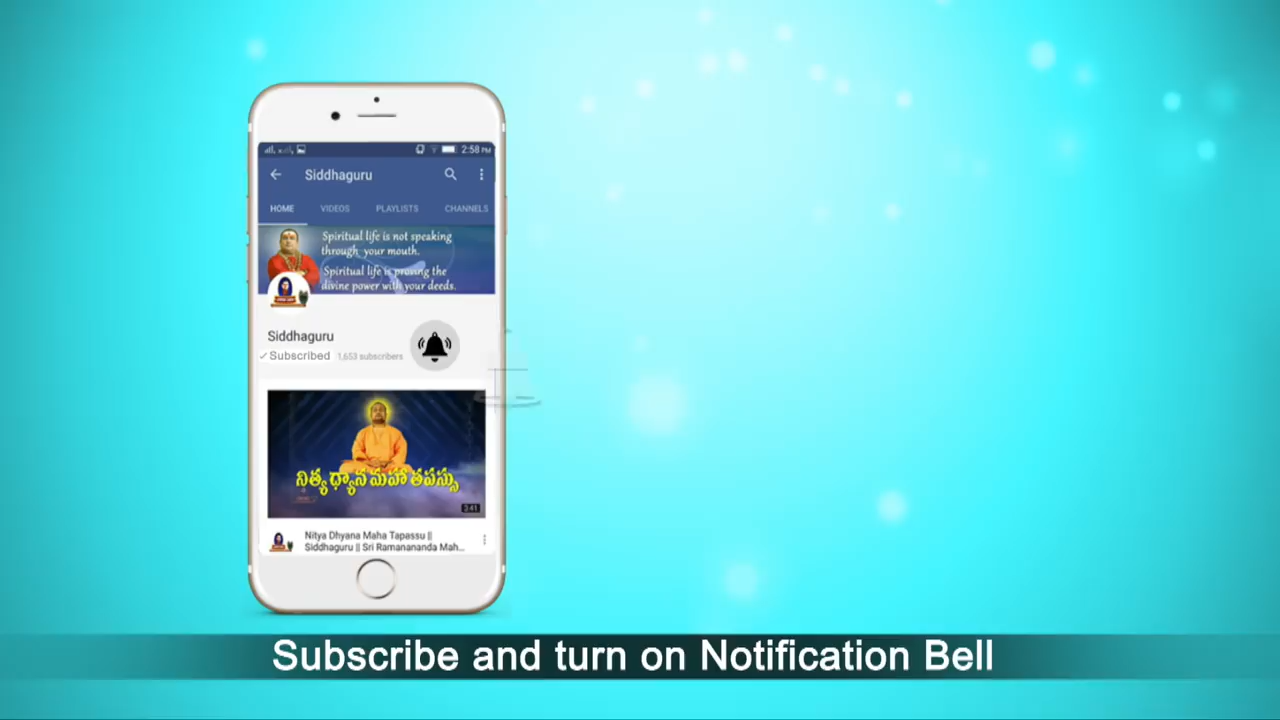 2:58 PM
Siddhaguru
HOME VIDEOS PLAYLISTS CHANNELS
Spiritual life is not speaking
through your mouth.
Spiritual life is proving the
divine power with your deeds.
Siddhaguru
Subscribed 1,653 subscribers
నిత్య ధ్యాన మహా తపస్సు
3:41
Nitya Dhyana Maha Tapassu ||
Siddhaguru || Sri Ramanananda Mah...
Subscribe and turn on Notification Bell